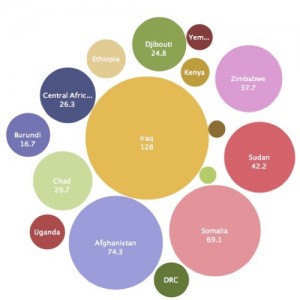 Djibouti
24.8
Yem...
Ethiopia
Kenya
Zimbabwe
37.7
Central Afric...
26.3
Iraq
128
Burundi
16.7
Sudan
42.2
Chad
29.7
Somalia
69.1
Uganda
Afghanistan
74.3
DRC